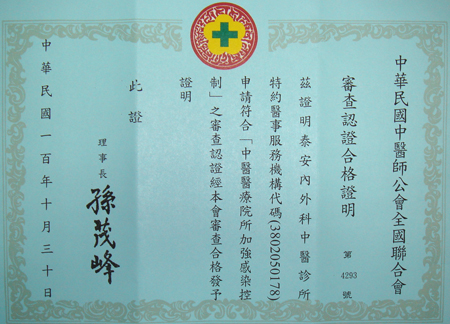 中華民國中醫師公會全國聯合會
審查認證合格證明
第4293號
茲證明泰安內外科中醫診所
特約醫事服務機構代碼(3802050178)
申請符合「中醫醫療院所加強感染控
制」之審查認證經本會審查合格發予
證明
此證
理事長 孫茂峰
中華民國一百年十月三十日